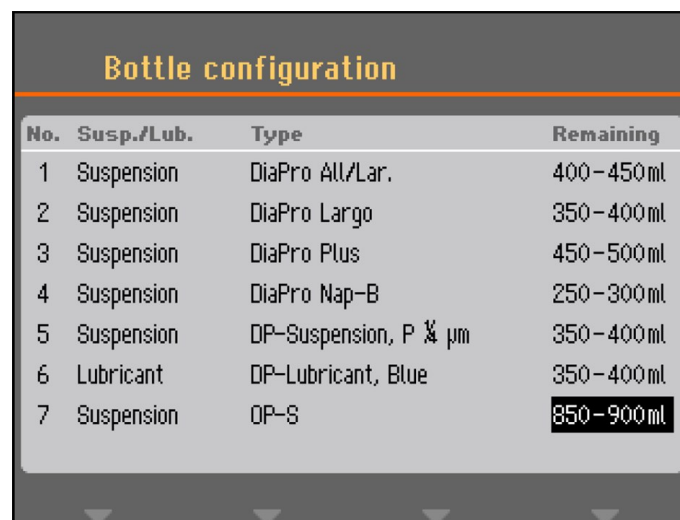 Bottle configuration
No. Susp./Lub. Type Remaining
1 Suspension DiaPro All/Lar. 400-450ml
2 Suspension DiaPro Largo 350-400ml
3 Suspension DiaPro Plus 450-500ml
4 Suspension DiaPro Nap-B 250-300ml
5 Suspension DP-Suspension, P ¼ µm 350-400ml
6 Lubricant DP-Lubricant, Blue 350-400ml
7 Suspension OP-S 850-900ml